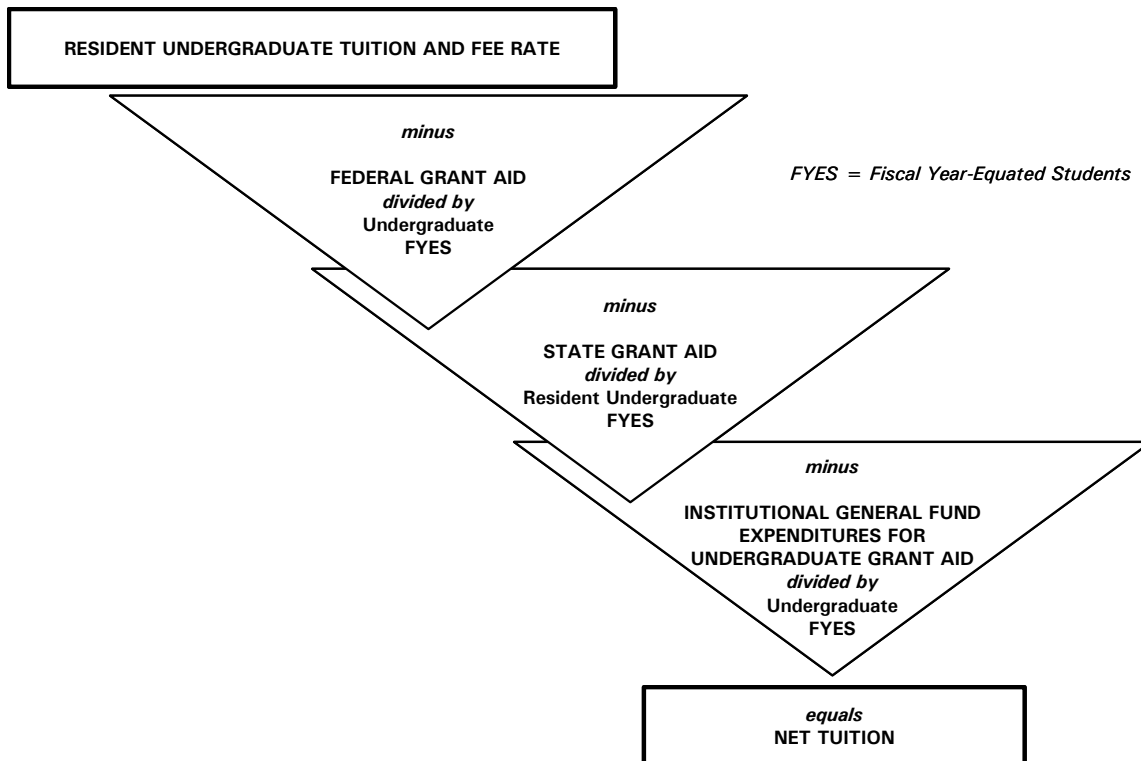 RESIDENT UNDERGRADUATE TUITION AND FEE RATE
minus
FEDERAL GRANT AID
divided by
Undergraduate
FYES
FYES = Fiscal Year-Equated Students
minus
STATE GRANT AID
divided by
Resident Undergraduate
FYES
minus
INSTITUTIONAL GENERAL FUND
EXPENDITURES FOR
UNDERGRADUATE GRANT AID
divided by
Undergraduate
FYES
equals
NET TUITION